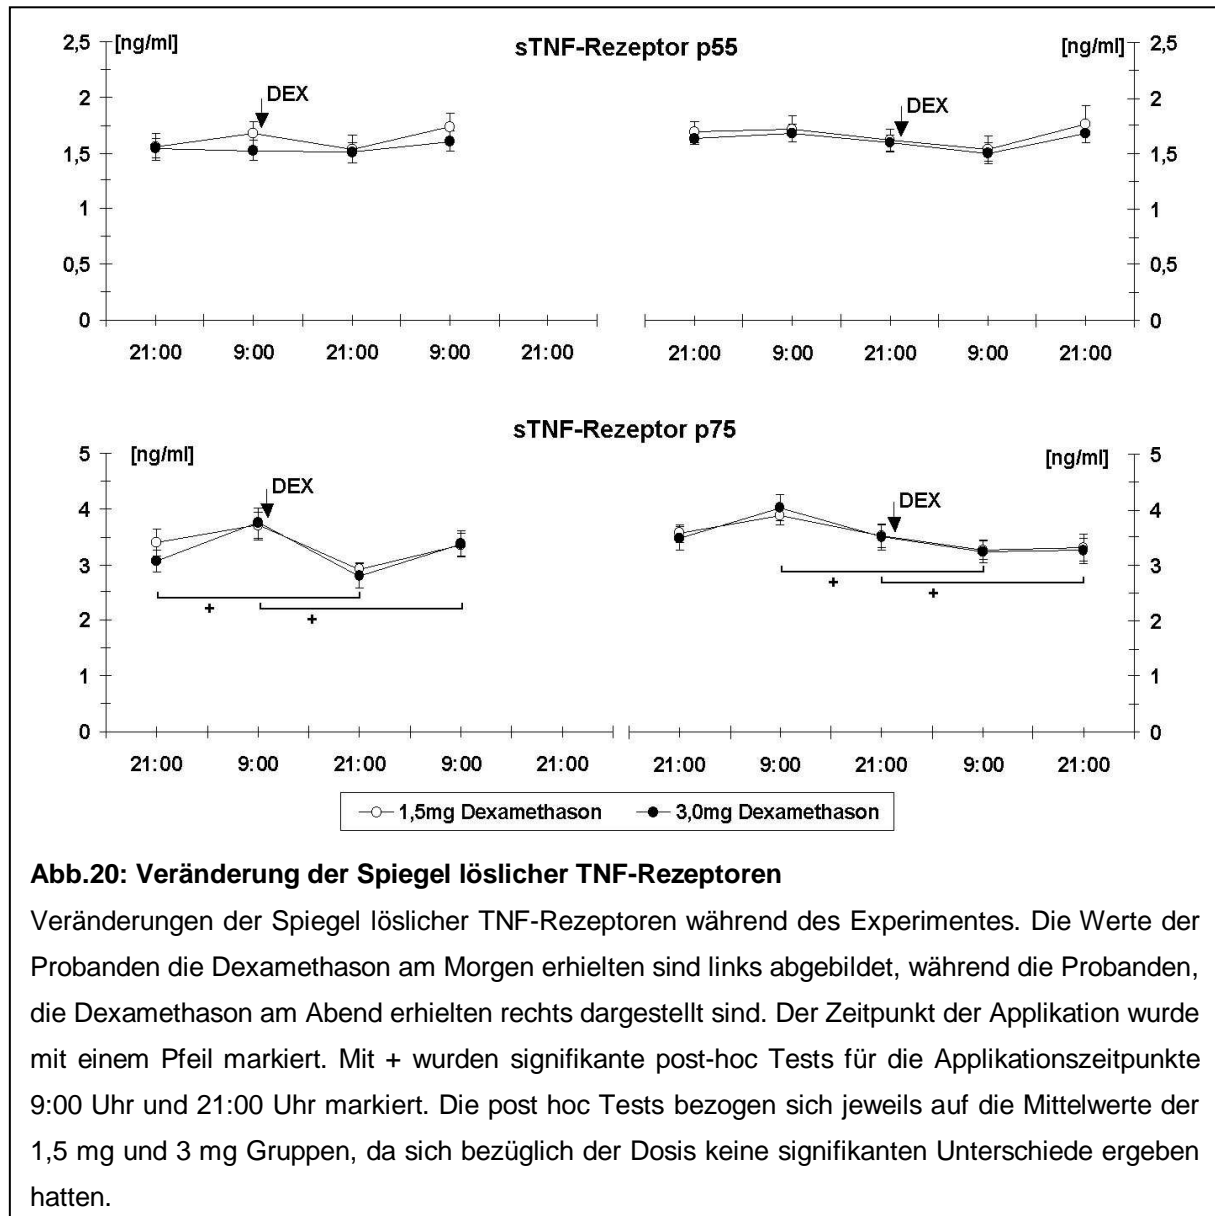 sTNF-Rezeptor p55
[ng/ml] [ng/ml]
2,5 2,5
2 DEX DEX 2
1,5 1,5
1 1
0,5 0,5
0 0
21:00 9:00 21:00 9:00 21:00 21:00 9:00 21:00 9:00 21:00
sTNF-Rezeptor p75
5 [ng/ml] [ng/ml] 5
DEX DEX
4 4
3 3
+ + + +
2 2
1 1
0 0
21:00 9:00 21:00 9:00 21:00 21:00 9:00 21:00 9:00 21:00
1,5mg Dexamethason 3,0mg Dexamethason
Abb.20: Veränderung der Spiegel löslicher TNF-Rezeptoren
Veränderungen der Spiegel löslicher TNF-Rezeptoren während des Experimentes. Die Werte der
Probanden die Dexamethason am Morgen erhielten sind links abgebildet, während die Probanden,
die Dexamethason am Abend erhielten rechts dargestellt sind. Der Zeitpunkt der Applikation wurde
mit einem Pfeil markiert. Mit + wurden signifikante post-hoc Tests für die Applikationszeitpunkte
9:00 Uhr und 21:00 Uhr markiert. Die post hoc Tests bezogen sich jeweils auf die Mittelwerte der
1,5 mg und 3 mg Gruppen, da sich bezüglich der Dosis keine signifikanten Unterschiede ergeben
hatten.